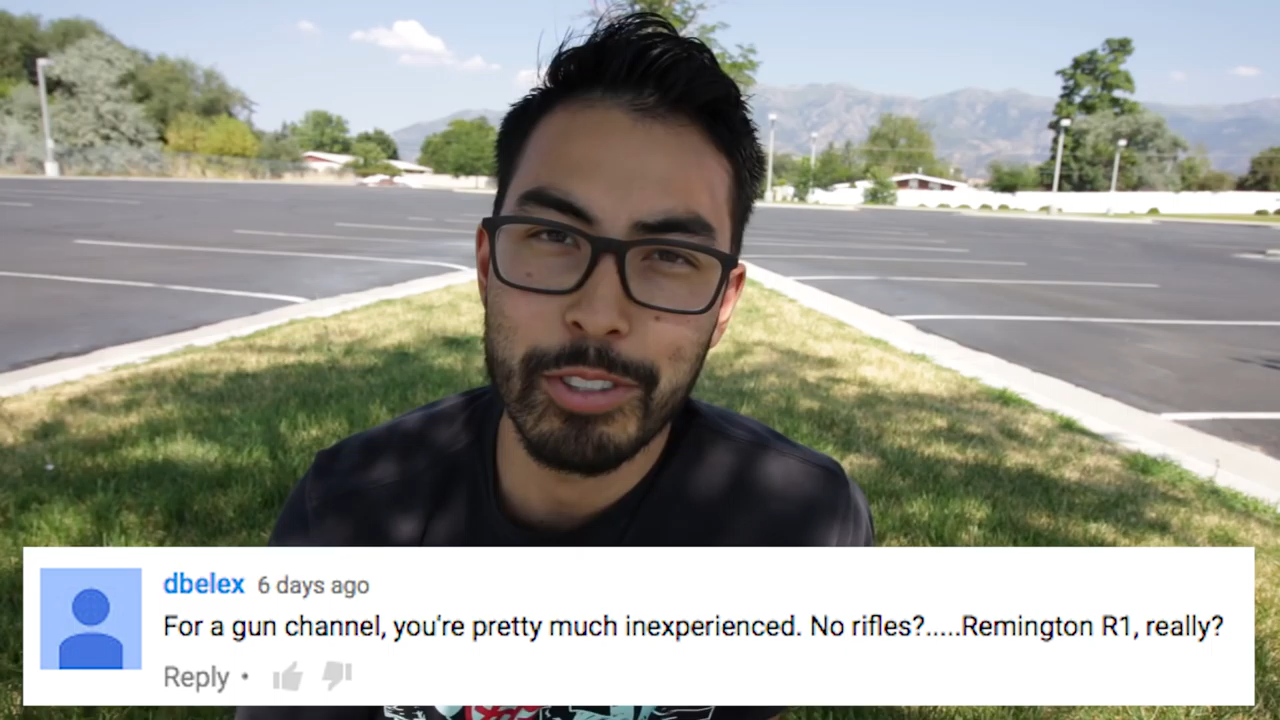 dbelex 6 days ago
For a gun channel, you're pretty much inexperienced. No rifles?.....Remington R1, really?
Reply •